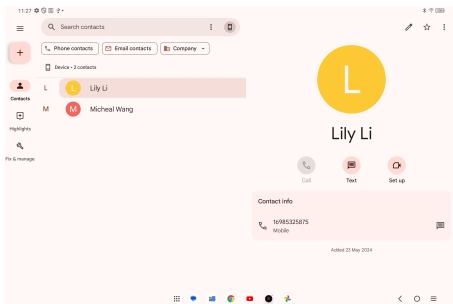 11:27
Search contacts
Phone contacts
Email contacts
Company
Device • 2 contacts
L
L
Lily Li
M
M
Micheal Wang
Contacts
Highlights
Fix & manage
L
Lily Li
Call
Text
Set up
Contact info
16985325875
Mobile
Added 23 May 2024